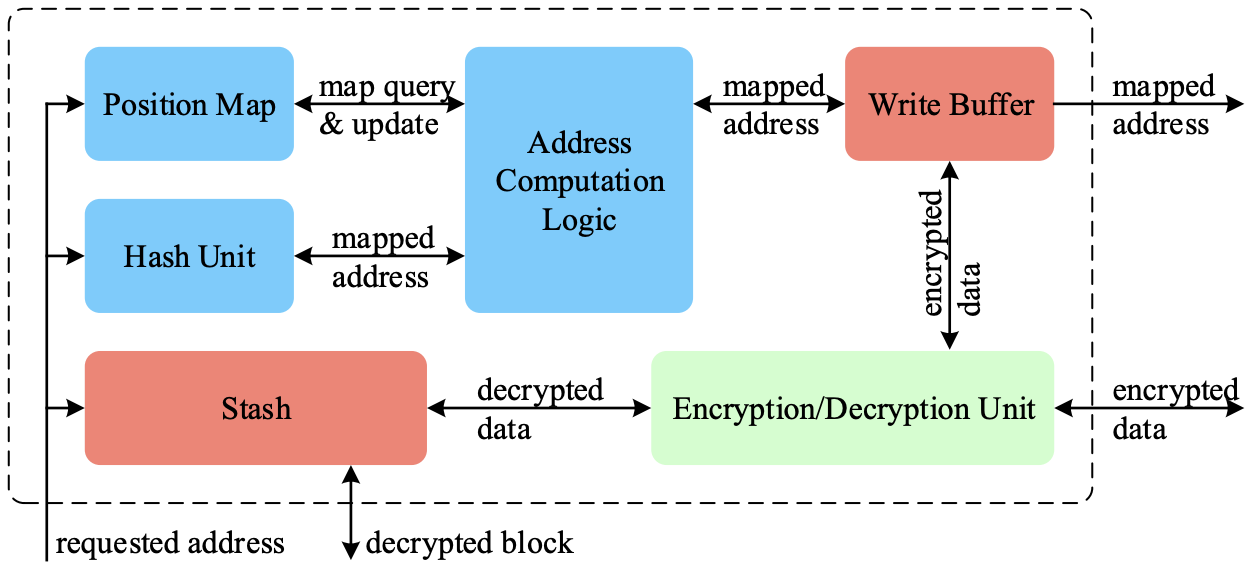 Position Map
map query
& update
Address
Computation
Logic
mapped
address
Write Buffer
mapped
address
Hash Unit
mapped
address
encrypted
data
Stash
decrypted
data
Encryption/Decryption Unit
encrypted
data
requested address
decrypted block